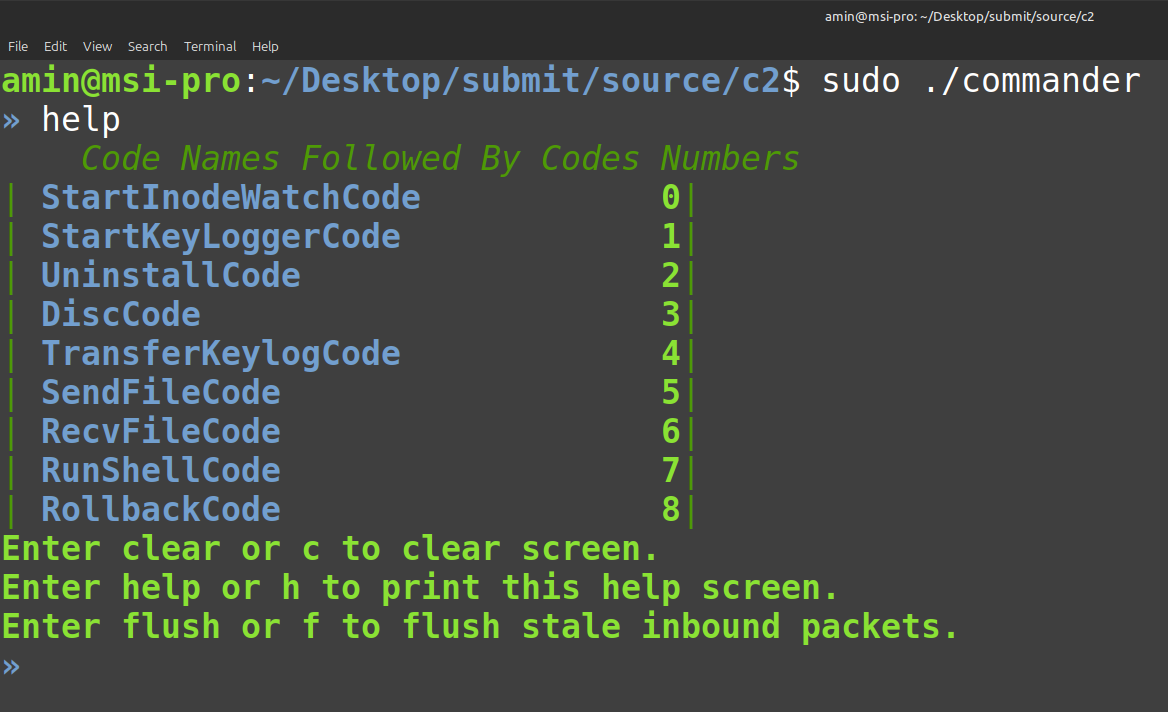 amin@msi-pro: ~/Desktop/submit/source/c2
File Edit View Search Terminal Help
amin@msi-pro:~/Desktop/submit/source/c2$ sudo ./commander
» help
Code Names Followed By Codes Numbers
| StartInodeWatchCode 0|
| StartKeyLoggerCode 1|
| UninstallCode 2|
| DiscCode 3|
| TransferKeylogCode 4|
| SendFileCode 5|
| RecvFileCode 6|
| RunShellCode 7|
| RollbackCode 8|
Enter clear or c to clear screen.
Enter help or h to print this help screen.
Enter flush or f to flush stale inbound packets.
»